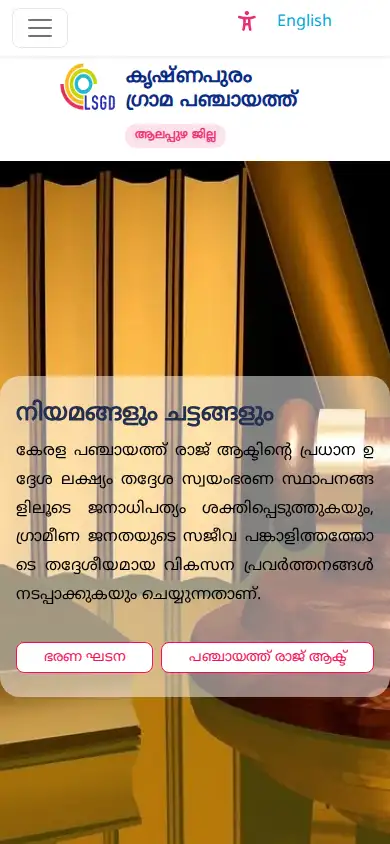 English
LSGD
കൃഷ്ണപുരം
ഗ്രാമ പഞ്ചായത്ത്
ആലപ്പുഴ ജില്ല
നിയമങ്ങളും ചട്ടങ്ങളും
കേരള പഞ്ചായത്ത് രാജ് ആക്ടിന്റെ പ്രധാന ഉ
ദ്ദേശ ലക്ഷ്യം തദ്ദേശ സ്വയംഭരണ സ്ഥാപനങ്ങ
ളിലൂടെ ജനാധിപത്യം ശക്തിപ്പെടുത്തുകയും,
ഗ്രാമീണ ജനതയുടെ സജീവ പങ്കാളിത്തത്തോ
ടെ തദ്ദേശീയമായ വികസന പ്രവർത്തനങ്ങൾ
നടപ്പാക്കുകയും ചെയ്യുന്നതാണ്.
ഭരണ ഘടന
പഞ്ചായത്ത് രാജ് ആക്ട്